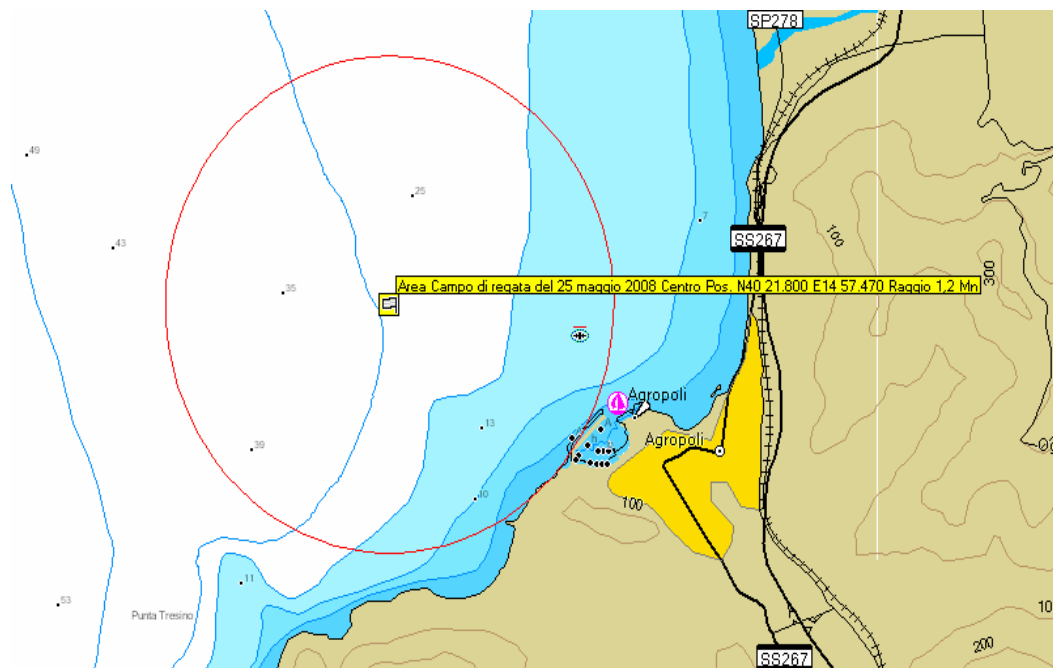 SP278
49
25
7
100
43
SS267
300
35
Area Campo di regata del 25 maggio 2008 Centro Pos. N40 21.800 E14 57.470 Raggio 1,2 Mn
Agropoli
13
A
Agropoli
39
10
100
11
53
Punta Tresino
10
200
SS267